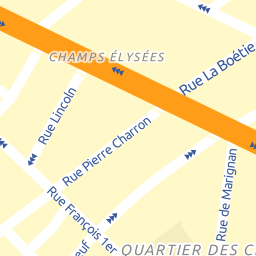 CHAMPS ÉLYSÉES
Rue La Boétie
Rue Lincoln
Rue Pierre Charron
Rue de Marignan
Rue François 1er
QUARTIER DES